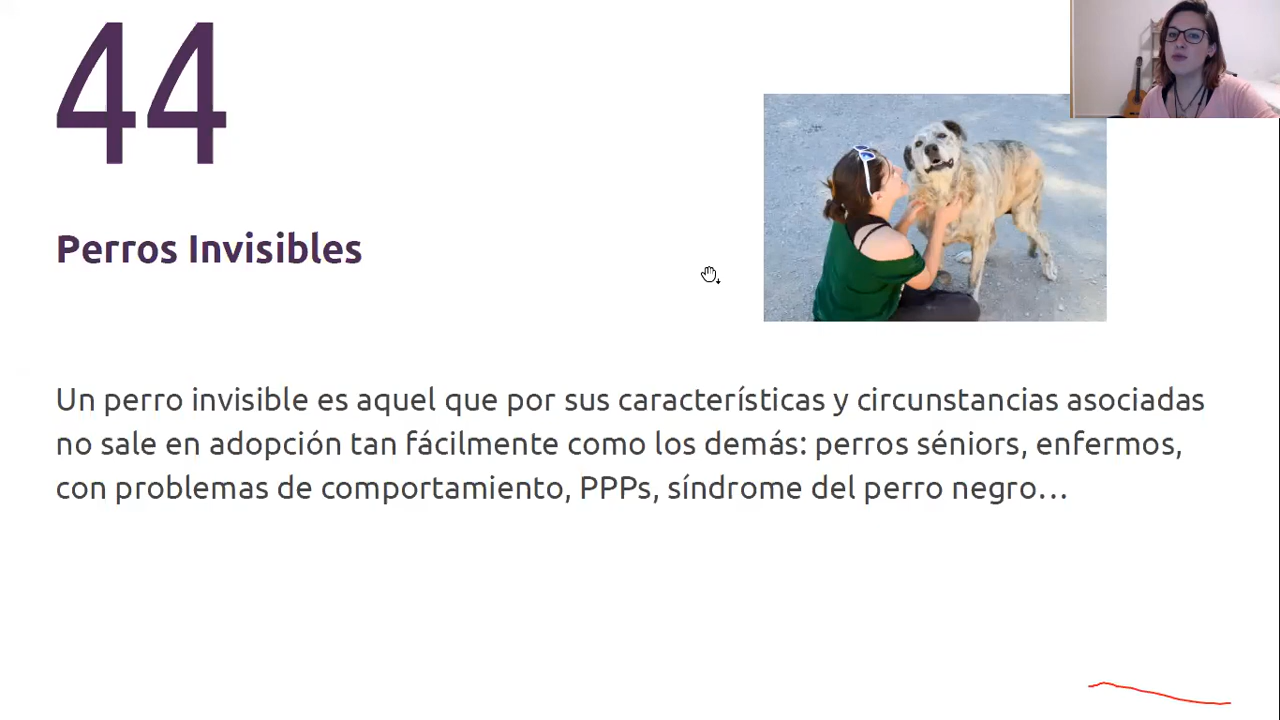 44
Perros Invisibles
Un perro invisible es aquel que por sus características y circunstancias asociadas
no sale en adopción tan fácilmente como los demás: perros séniors, enfermos,
con problemas de comportamiento, PPPs, síndrome del perro negro…